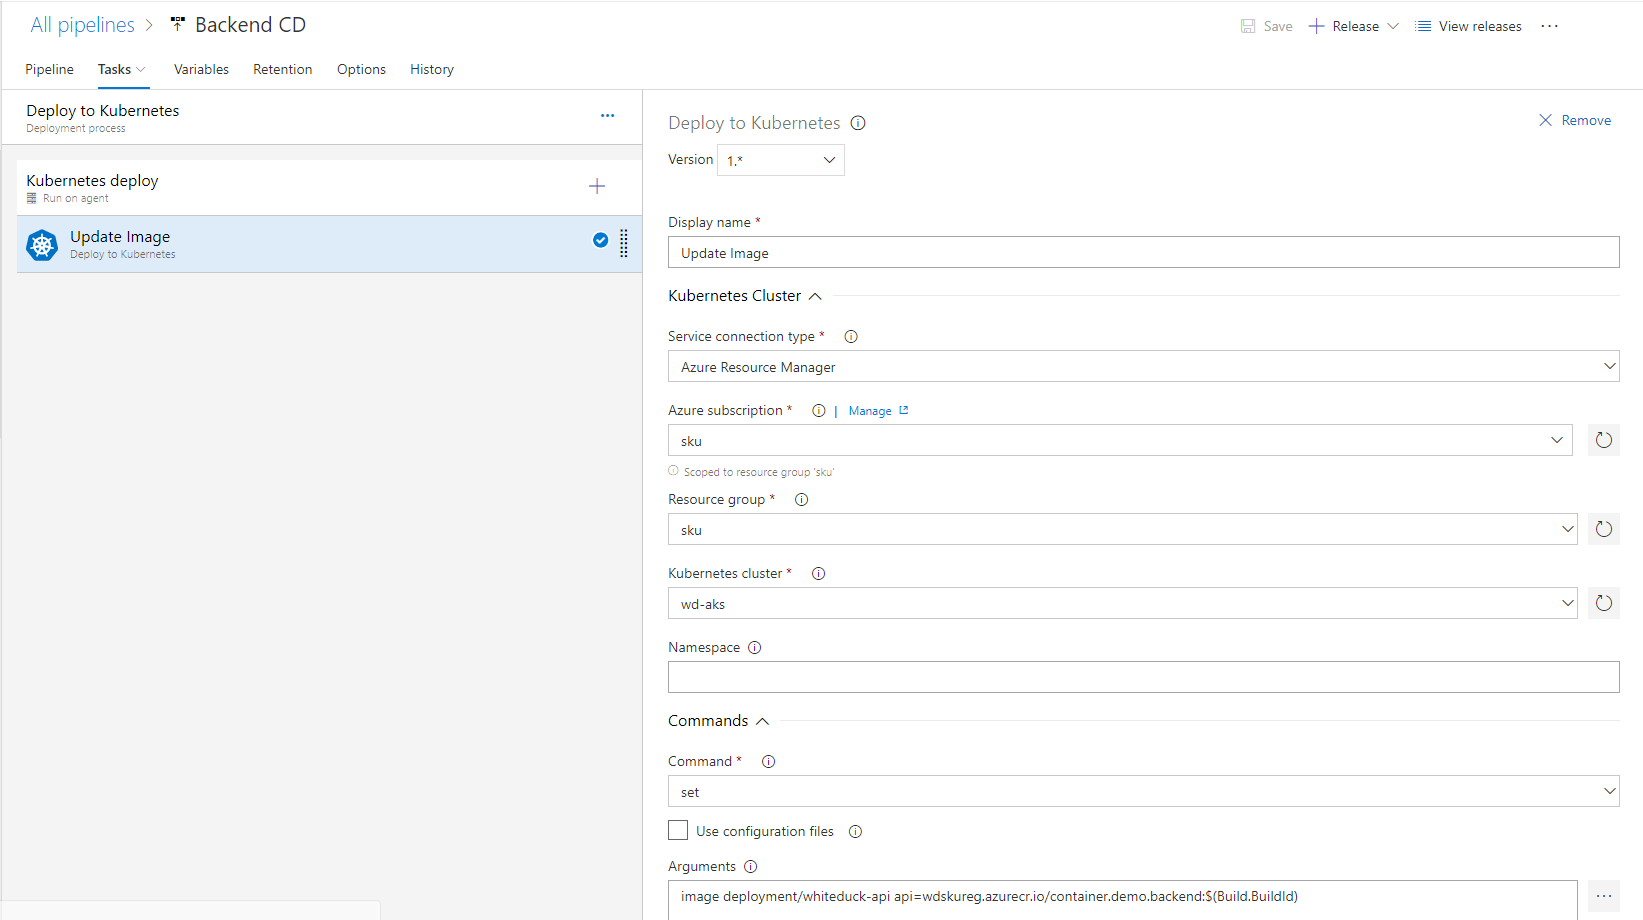 All pipelines > Backend CD
Save + Release View releases ...
Pipeline Tasks Variables Retention Options History
Deploy to Kubernetes
Deployment process
...
Kubernetes deploy
Run on agent
Update Image
Deploy to Kubernetes
Deploy to Kubernetes
Remove
Version 1.*
Display name *
Update Image
Kubernetes Cluster
Service connection type *
Azure Resource Manager
Azure subscription * | Manage
sku
Scoped to resource group 'sku'
Resource group *
sku
Kubernetes cluster *
wd-aks
Namespace
Commands
Command *
set
Use configuration files
Arguments
image deployment/whiteduck-api api=wdskureg.azurecr.io/container.demo.backend:$(Build.BuildId)
...